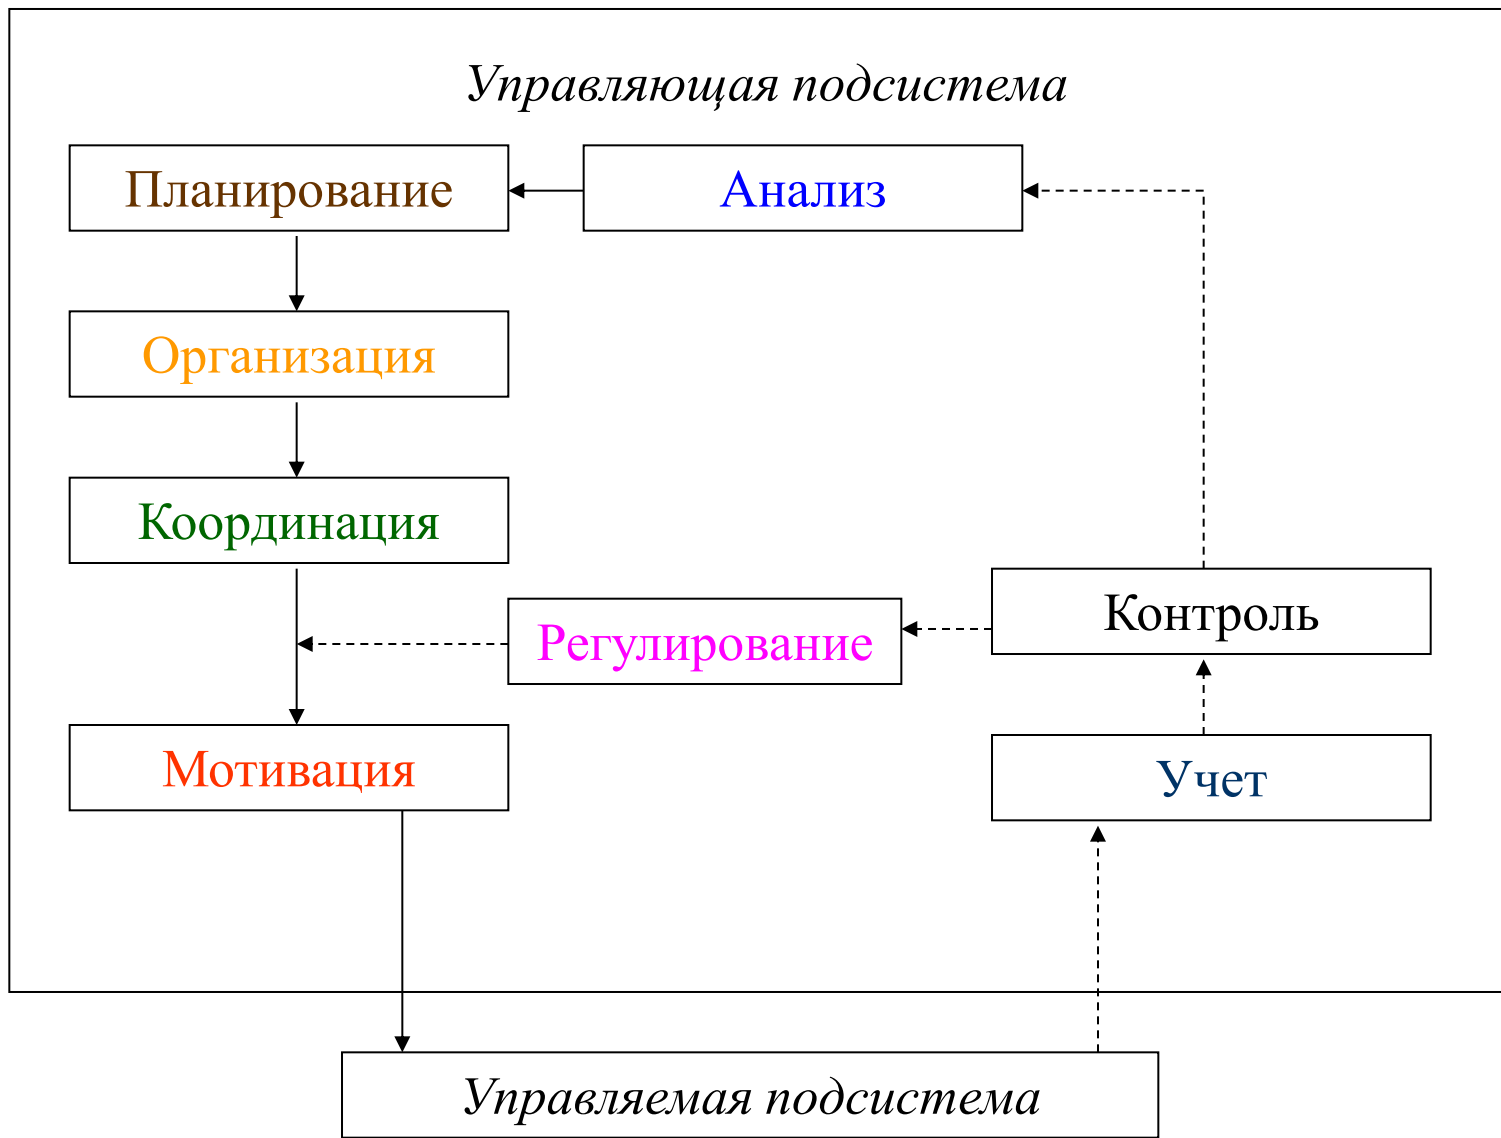 Управляющая подсистема
Планирование
Анализ
Организация
Координация
Регулирование
Контроль
Мотивация
Учет
Управляемая подсистема